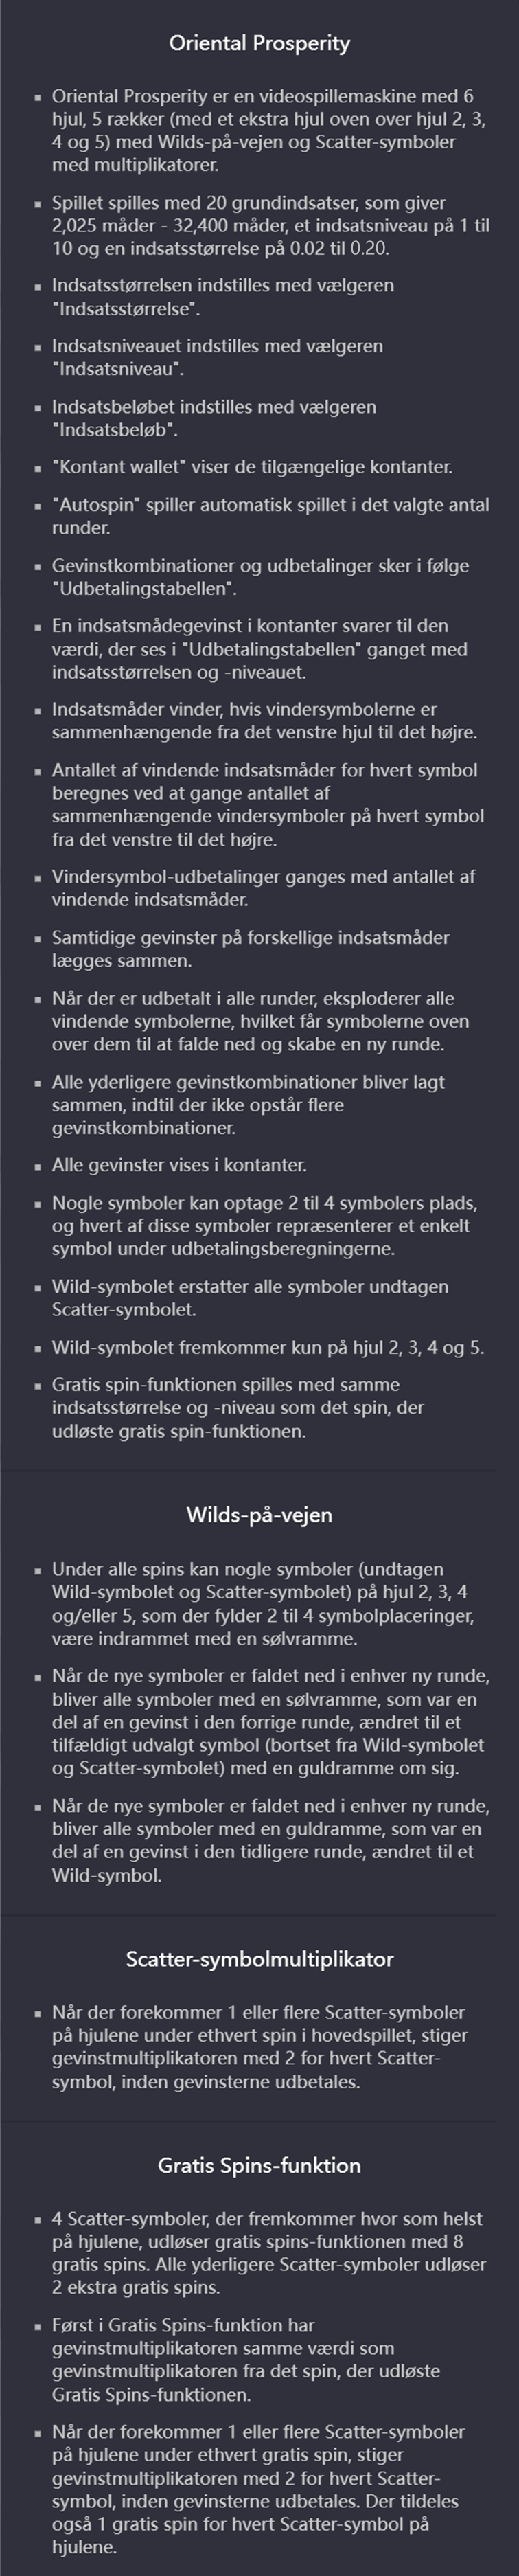 Oriental Prosperity
▪ Oriental Prosperity er en videospillemaskine med 6
hjul, 5 rækker (med et ekstra hjul oven over hjul 2, 3,
4 og 5) med Wilds-på-vejen og Scatter-symboler
med multiplikatorer.
▪ Spillet spilles med 20 grundindsatser, som giver
2,025 måder - 32,400 måder, et indsatsniveau på 1 til
10 og en indsatsstørrelse på 0.02 til 0.20.
▪ Indsatsstørrelsen indstilles med vælgeren
"Indsatsstørrelse".
▪ Indsatsniveauet indstilles med vælgeren
"Indsatsniveau".
▪ Indsatsbeløbet indstilles med vælgeren
"Indsatsbeløb".
▪ "Kontant wallet" viser de tilgængelige kontanter.
▪ "Autospin" spiller automatisk spillet i det valgte antal
runder.
▪ Gevinstkombinationer og udbetalinger sker i følge
"Udbetalingstabellen".
▪ En indsatsmådegevinst i kontanter svarer til den
værdi, der ses i "Udbetalingstabellen" ganget med
indsatsstørrelsen og -niveauet.
▪ Indsatsmåder vinder, hvis vindersymbolerne er
sammenhængende fra det venstre hjul til det højre.
▪ Antallet af vindende indsatsmåder for hvert symbol
beregnes ved at gange antallet af
sammenhængende vindersymboler på hvert symbol
fra det venstre til det højre.
▪ Vindersymbol-udbetalinger ganges med antallet af
vindende indsatsmåder.
▪ Samtidige gevinster på forskellige indsatsmåder
lægges sammen.
▪ Når der er udbetalt i alle runder, eksploderer alle
vindende symbolerne, hvilket får symbolerne oven
over dem til at falde ned og skabe en ny runde.
▪ Alle yderligere gevinstkombinationer bliver lagt
sammen, indtil der ikke opstår flere
gevinstkombinationer.
▪ Alle gevinster vises i kontanter.
▪ Nogle symboler kan optage 2 til 4 symbolers plads,
og hvert af disse symboler repræsenterer et enkelt
symbol under udbetalingsberegningerne.
▪ Wild-symbolet erstatter alle symboler undtagen
Scatter-symbolet.
▪ Wild-symbolet fremkommer kun på hjul 2, 3, 4 og 5.
▪ Gratis spin-funktionen spilles med samme
indsatsstørrelse og -niveau som det spin, der
udløste gratis spin-funktionen.
Wilds-på-vejen
▪ Under alle spins kan nogle symboler (undtagen
Wild-symbolet og Scatter-symbolet) på hjul 2, 3, 4
og/eller 5, som der fylder 2 til 4 symbolplaceringer,
være indrammet med en sølvramme.
▪ Når de nye symboler er faldet ned i enhver ny runde,
bliver alle symboler med en sølvramme, som var en
del af en gevinst i den forrige runde, ændret til et
tilfældigt udvalgt symbol (bortset fra Wild-symbolet
og Scatter-symbolet) med en guldramme om sig.
▪ Når de nye symboler er faldet ned i enhver ny runde,
bliver alle symboler med en guldramme, som var en
del af en gevinst i den tidligere runde, ændret til et
Wild-symbol.
Scatter-symbolmultiplikator
▪ Når der forekommer 1 eller flere Scatter-symboler
på hjulene under ethvert spin i hovedspillet, stiger
gevinstmultiplikatoren med 2 for hvert Scatter-
symbol, inden gevinsterne udbetales.
Gratis Spins-funktion
▪ 4 Scatter-symboler, der fremkommer hvor som helst
på hjulene, udløser gratis spins-funktionen med 8
gratis spins. Alle yderligere Scatter-symboler udløser
2 ekstra gratis spins.
▪ Først i Gratis Spins-funktion har
gevinstmultiplikatoren samme værdi som
gevinstmultiplikatoren fra det spin, der udløste
Gratis Spins-funktionen.
▪ Når der forekommer 1 eller flere Scatter-symboler
på hjulene under ethvert gratis spin, stiger
gevinstmultiplikatoren med 2 for hvert Scatter-
symbol, inden gevinsterne udbetales. Der tildeles
også 1 gratis spin for hvert Scatter-symbol på
hjulene.